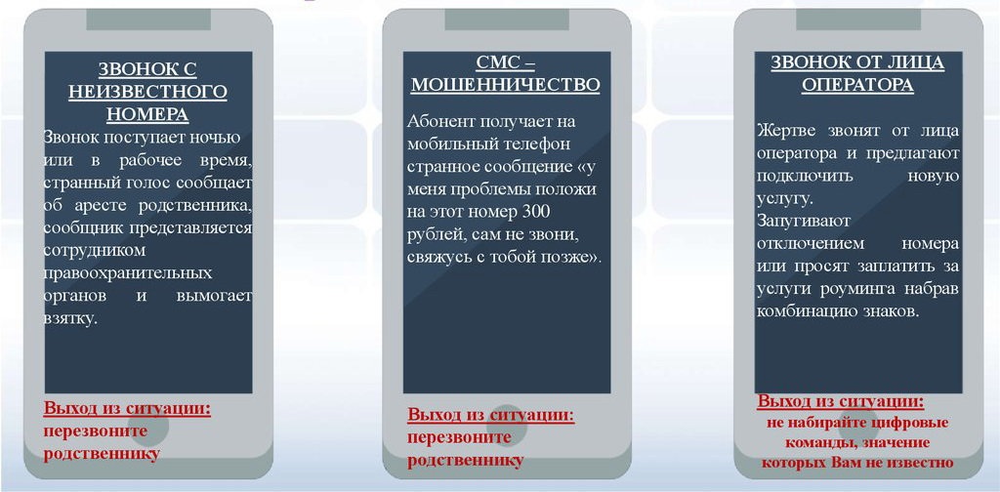 ЗВОНОК С
НЕИЗВЕСТНОГО
НОМЕРА
Звонок поступает ночью
или в рабочее время,
странный голос сообщает
об аресте родственника,
сообщник представляется
сотрудником
правоохранительных
органов и вымогает
взятку.
Выход из ситуации:
перезвоните
родственнику
СМС –
МОШЕННИЧЕСТВО
Абонент получает на
мобильный телефон
странное сообщение «у
меня проблемы положи
на этот номер 300
рублей, сам не звони,
свяжусь с тобой позже».
Выход из ситуации:
перезвоните
родственнику
ЗВОНОК ОТ ЛИЦА
ОПЕРАТОРА
Жертве звонят от лица
оператора и предлагают
подключить новую
услугу.
Запугивают
отключением номера
или просят заплатить за
услуги роуминга набрав
комбинацию знаков.
Выход из ситуации:
не набирайте цифровые
команды, значение
которых Вам не известно